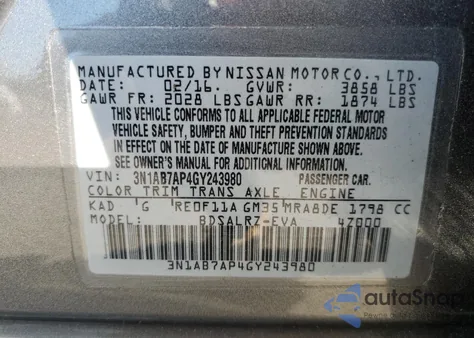 MANUFACTURED BY NISSAN MOTOR CO., LTD.
DATE: 02/16. GVWR: 3858 LBS
GAWR FR: 2028 LBS GAWR RR: 1874 LBS
THIS VEHICLE CONFORMS TO ALL
APPLICABLE FEDERAL MOTOR VEHICLE
SAFETY, BUMPER AND THEFT PREVENTION
STANDARDS IN EFFECT ON THE DATE OF
MANUFACTURE SHOWN ABOVE.
SEE OWNER'S MANUAL FOR ADDITIONAL
INFORMATION.
VIN: 3N1AB7AP4GY243980 PASSENGER CAR.
COLOR TRIM TRANS AXLE ENGINE
KAD G RE0F11A GM35 MRA8DE 1798 CC
BDSALRZ-EVA 4Z000
3N1AB7AP4GY243980
autoSnap